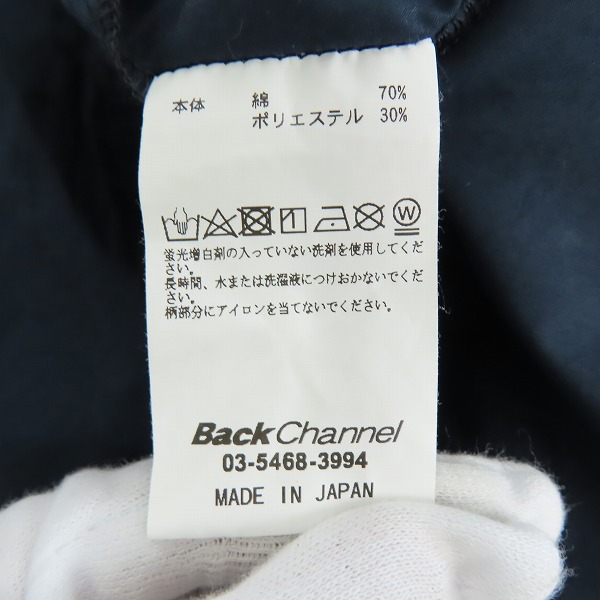 本体 綿 70%
ポリエステル 30%
W
蛍光増白剤の入っていない洗剤を使用してくだ
さい。
長時間、水または洗濯液につけおかないでくだ
さい。
柄部分にアイロンを当てないでください。
Back Channel
03-5468-3994
MADE IN JAPAN